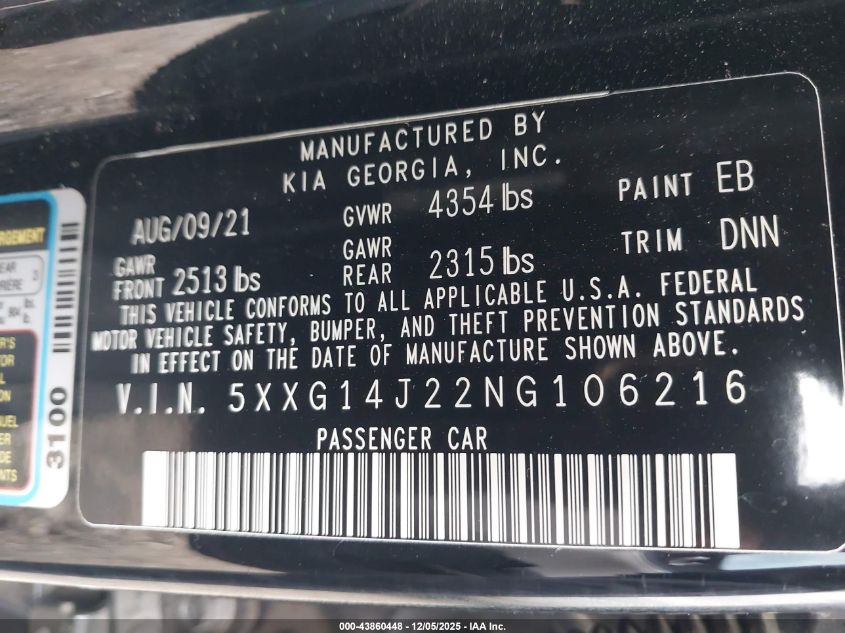 MANUFACTURED BY
KIA GEORGIA, INC.
AUG/09/21 GVWR 4354 lbs PAINT EB
GAWR FRONT 2513 lbs GAWR REAR 2315 lbs TRIM DNN
THIS VEHICLE CONFORMS TO ALL APPLICABLE U.S.A. FEDERAL
MOTOR VEHICLE SAFETY, BUMPER, AND THEFT PREVENTION STANDARDS
IN EFFECT ON THE DATE OF MANUFACTURE SHOWN ABOVE.
V.I.N. 5XXG14J22NG106216
PASSENGER CAR
3100
000-43860448 - 12/05/2025 - IAA Inc.